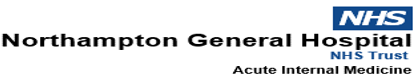 NHS
Northampton General Hospital
NHS Trust
Acute Internal Medicine